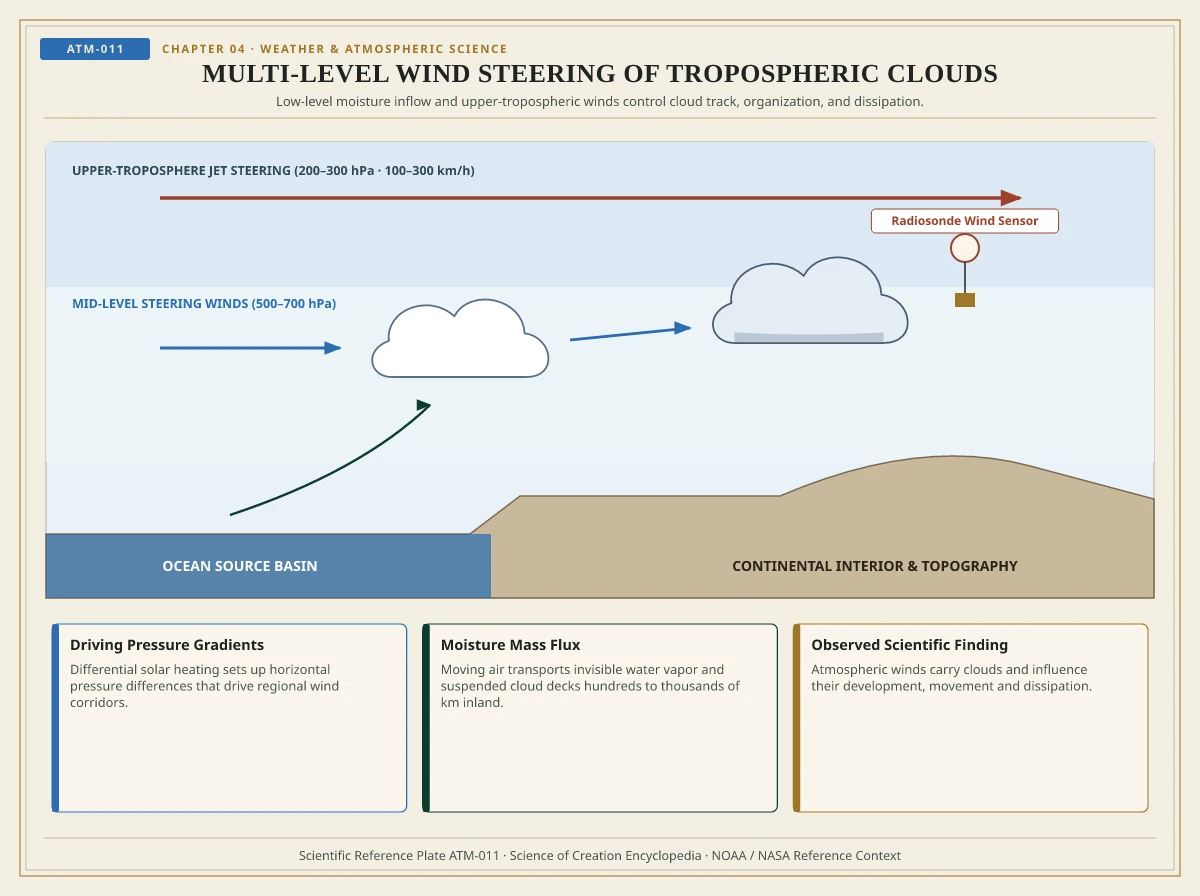 ATM-011
CHAPTER 04 · WEATHER & ATMOSPHERIC SCIENCE
MULTI-LEVEL WIND STEERING OF TROPOSPHERIC CLOUDS
Low-level moisture inflow and upper-tropospheric winds control cloud track, organization, and dissipation.
UPPER-TROPOSPHERE JET STEERING (200–300 hPa · 100–300 km/h)
Radiosonde Wind Sensor
MID-LEVEL STEERING WINDS (500–700 hPa)
OCEAN SOURCE BASIN
CONTINENTAL INTERIOR & TOPOGRAPHY
Driving Pressure Gradients
Differential solar heating sets up horizontal
pressure differences that drive regional wind
corridors.
Moisture Mass Flux
Moving air transports invisible water vapor and
suspended cloud decks hundreds to thousands of
km inland.
Observed Scientific Finding
Atmospheric winds carry clouds and influence
their development, movement and dissipation.
Scientific Reference Plate ATM-011 · Science of Creation Encyclopedia · NOAA / NASA Reference Context